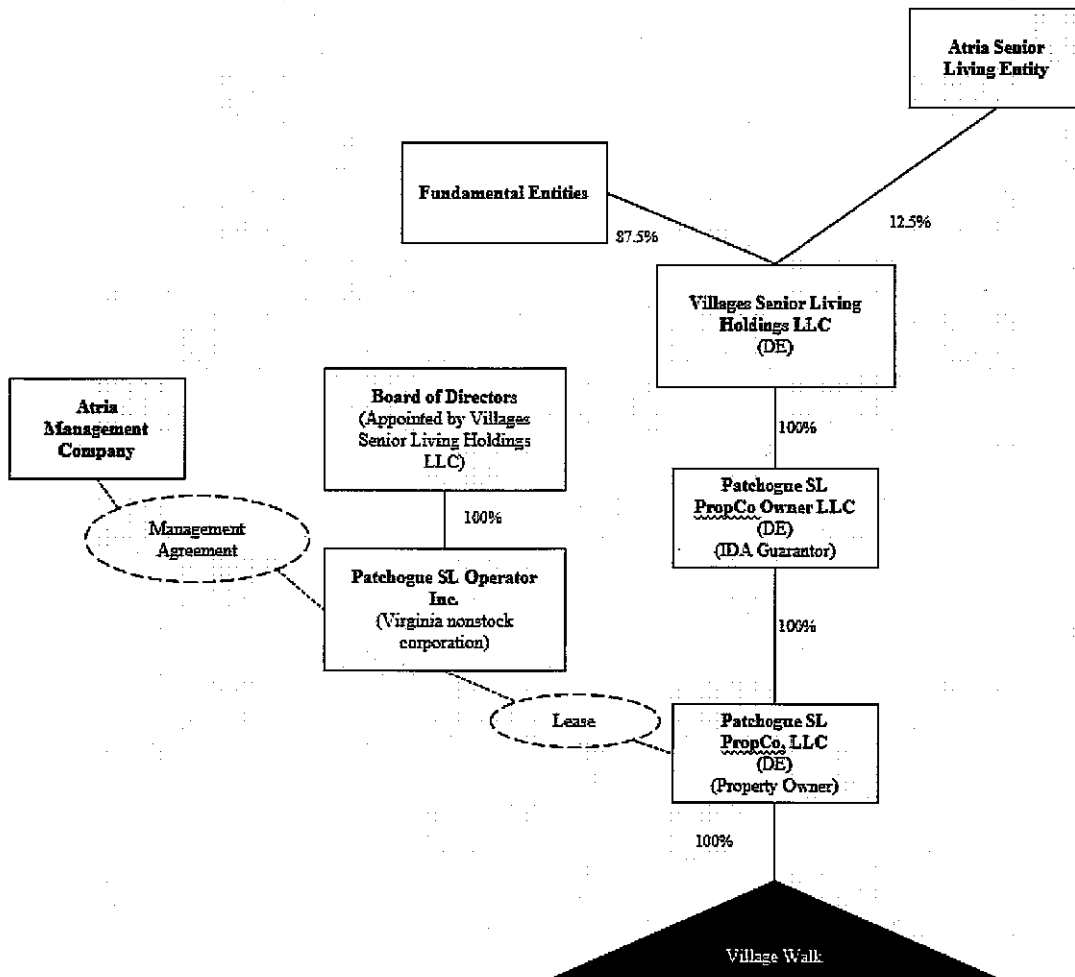 Atria Senior
Living Entity
Fundamental Entities
87.5%
12.5%
Villages Senior Living
Holdings LLC
(DE)
Atria
Management
Company
Board of Directors
(Appointed by Villages
Senior Living Holdings
LLC)
100%
100%
Management
Agreement
Patchogue SL
PropCo Owner LLC
(DE)
(IDA Guarantor)
Patchogue SL Operator
Inc.
(Virginia nonstock
corporation)
100%
Lease
Patchogue SL
PropCo, LLC
(DE)
(Property Owner)
100%
Village Walk